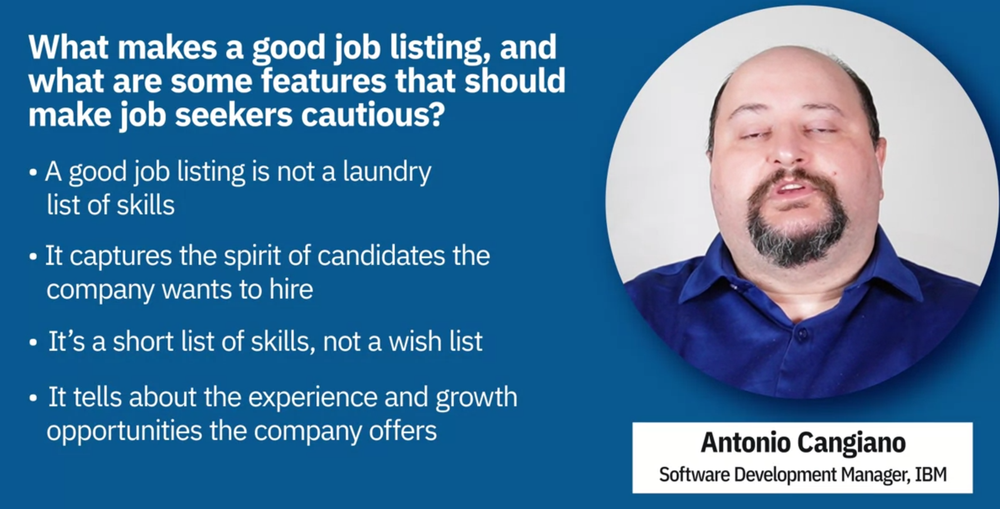 What makes a good job listing, and
what are some features that should
make job seekers cautious?
• A good job listing is not a laundry
list of skills
• It captures the spirit of candidates the
company wants to hire
• It’s a short list of skills, not a wish list
• It tells about the experience and growth
opportunities the company offers
Antonio Cangiano
Software Development Manager, IBM